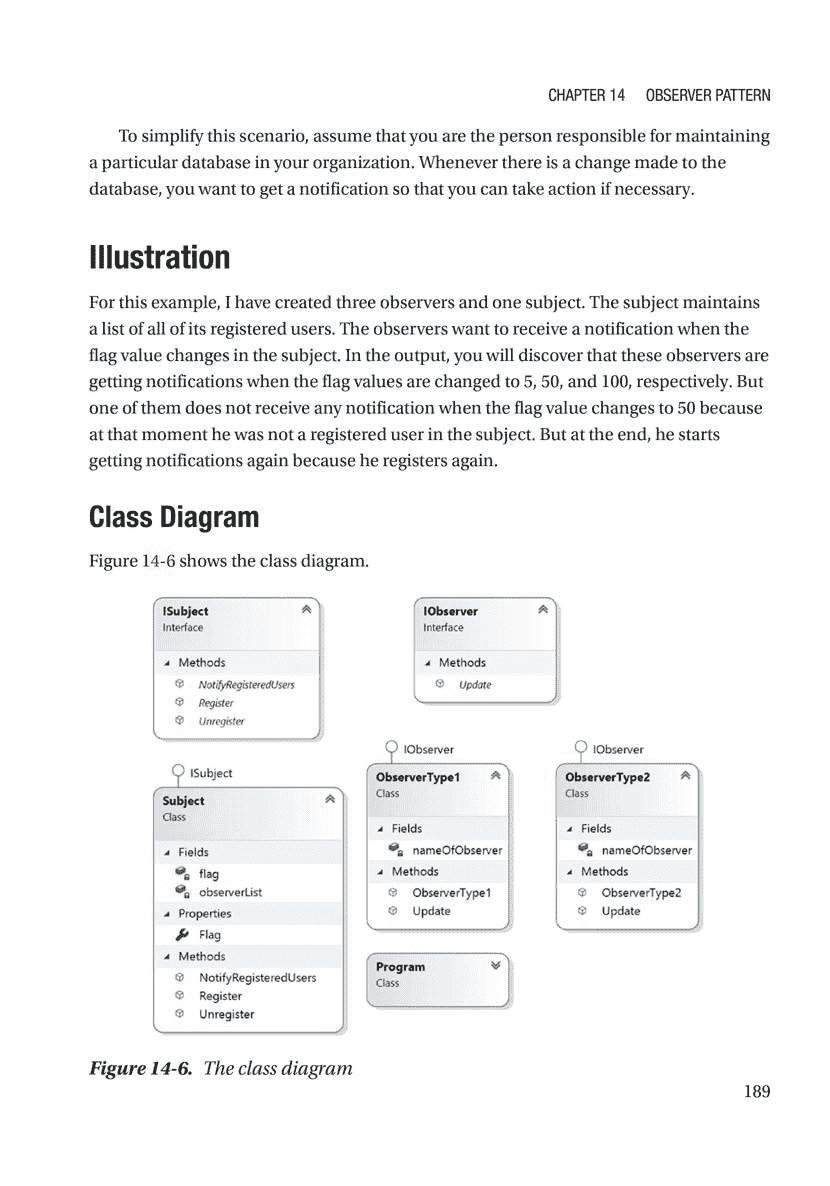 CHAPTER 14 OBSERVER PATTERN
To simplify this scenario, assume that you are the person responsible for maintaining
a particular database in your organization. Whenever there is a change made to the
database, you want to get a notification so that you can take action if necessary.
Illustration
For this example, I have created three observers and one subject. The subject maintains
a list of all of its registered users. The observers want to receive a notification when the
flag value changes in the subject. In the output, you will discover that these observers are
getting notifications when the flag values are changed to 5, 50, and 100, respectively. But
one of them does not receive any notification when the flag value changes to 50 because
at that moment he was not a registered user in the subject. But at the end, he starts
getting notifications again because he registers again.
Class Diagram
Figure 14-6 shows the class diagram.
ISubject
Interface
Methods
NotifyRegisteredUsers
Register
Unregister
IObserver
Interface
Methods
Update
ISubject
Subject
Class
Fields
flag
observerList
Properties
Flag
Methods
NotifyRegisteredUsers
Register
Unregister
IObserver
ObserverType1
Class
Fields
nameOfObserver
Methods
ObserverType1
Update
IObserver
ObserverType2
Class
Fields
nameOfObserver
Methods
ObserverType2
Update
Program
Class
Figure 14-6. The class diagram
189